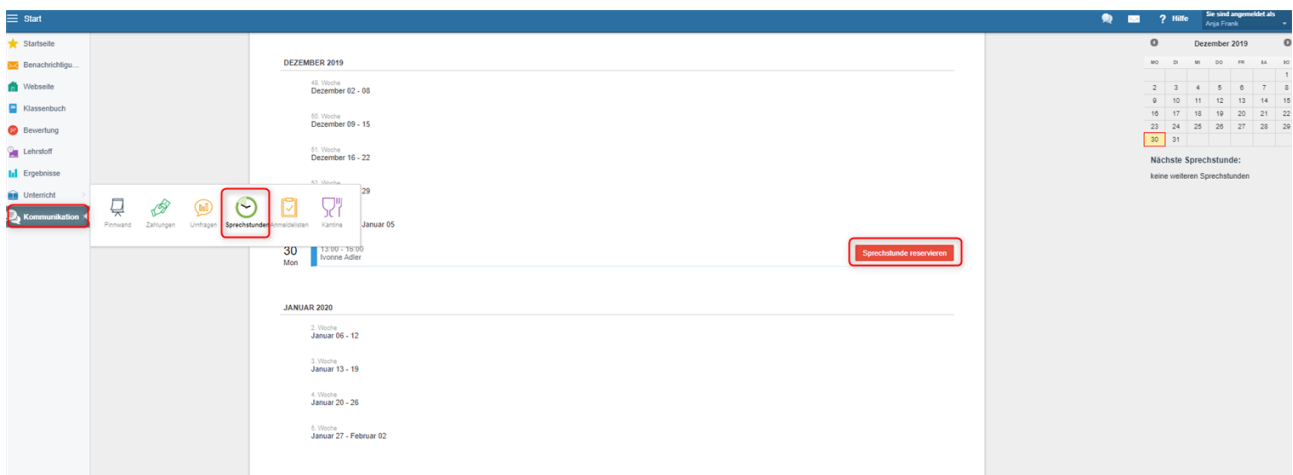 Start
? Hilfe
Sie sind angemeldet als
Anja Frank
Startseite
Benachrichtigu...
Webseite
Klassenbuch
Bewertung
Lehrstoff
Ergebnisse
Unterricht
Kommunikation
Pinnwand
Zahlungen
Umfragen
Sprechstunden
Anmeldelisten
Kantine
DEZEMBER 2019
49. Woche
Dezember 02 - 08
50. Woche
Dezember 09 - 15
51. Woche
Dezember 16 - 22
52. Woche
29
Januar 05
30
Mon
13:00 - 16:00
Ivonne Adler
Sprechstunde reservieren
JANUAR 2020
2. Woche
Januar 06 - 12
3. Woche
Januar 13 - 19
4. Woche
Januar 20 - 26
5. Woche
Januar 27 - Februar 02
Dezember 2019
MO DI MI DO FR SA SO
1
2 3 4 5 6 7 8
9 10 11 12 13 14 15
16 17 18 19 20 21 22
23 24 25 26 27 28 29
30 31
Nächste Sprechstunde:
keine weiteren Sprechstunden